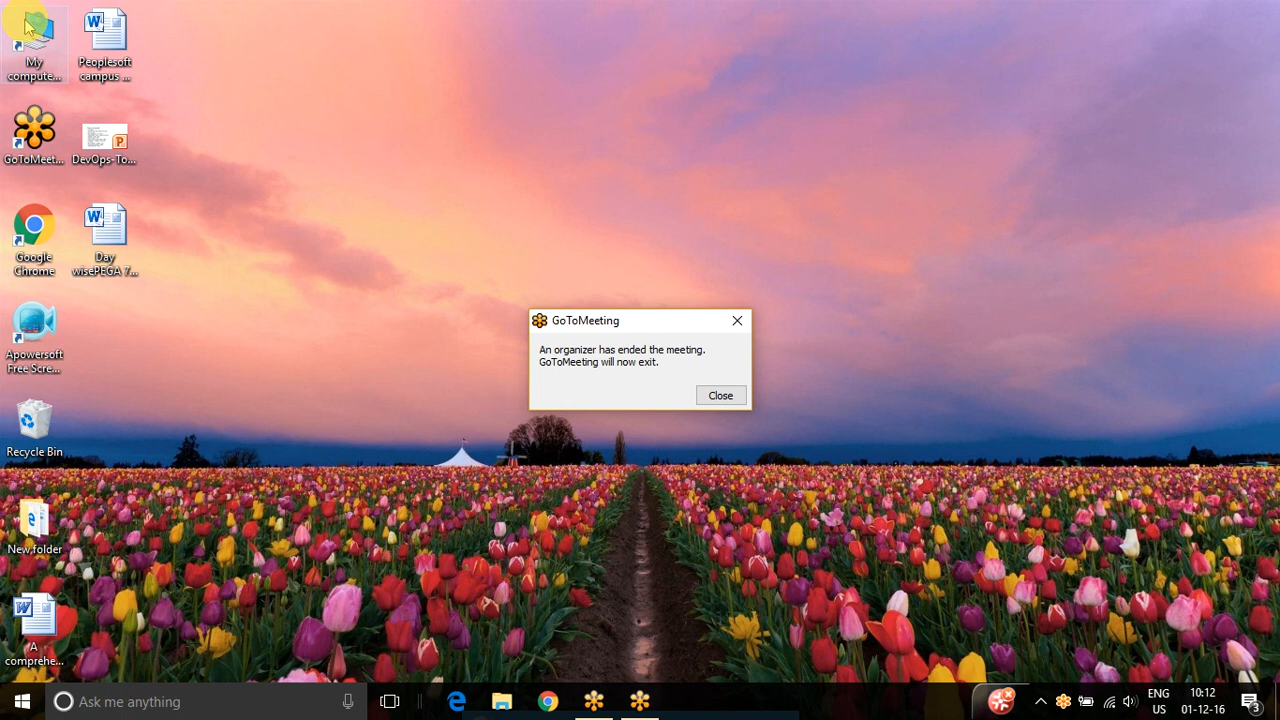 My
compute...
Peoplesoft
campus ...
GoToMeet...
DevOps-To...
Google
Chrome
Day
wisePEGA 7...
Apowersoft
Free Scre...
Recycle Bin
New folder
A
comprehe...
GoToMeeting
An organizer has ended the meeting.
GoToMeeting will now exit.
Close
Ask me anything
ENG
US
10:12
01-12-16
3